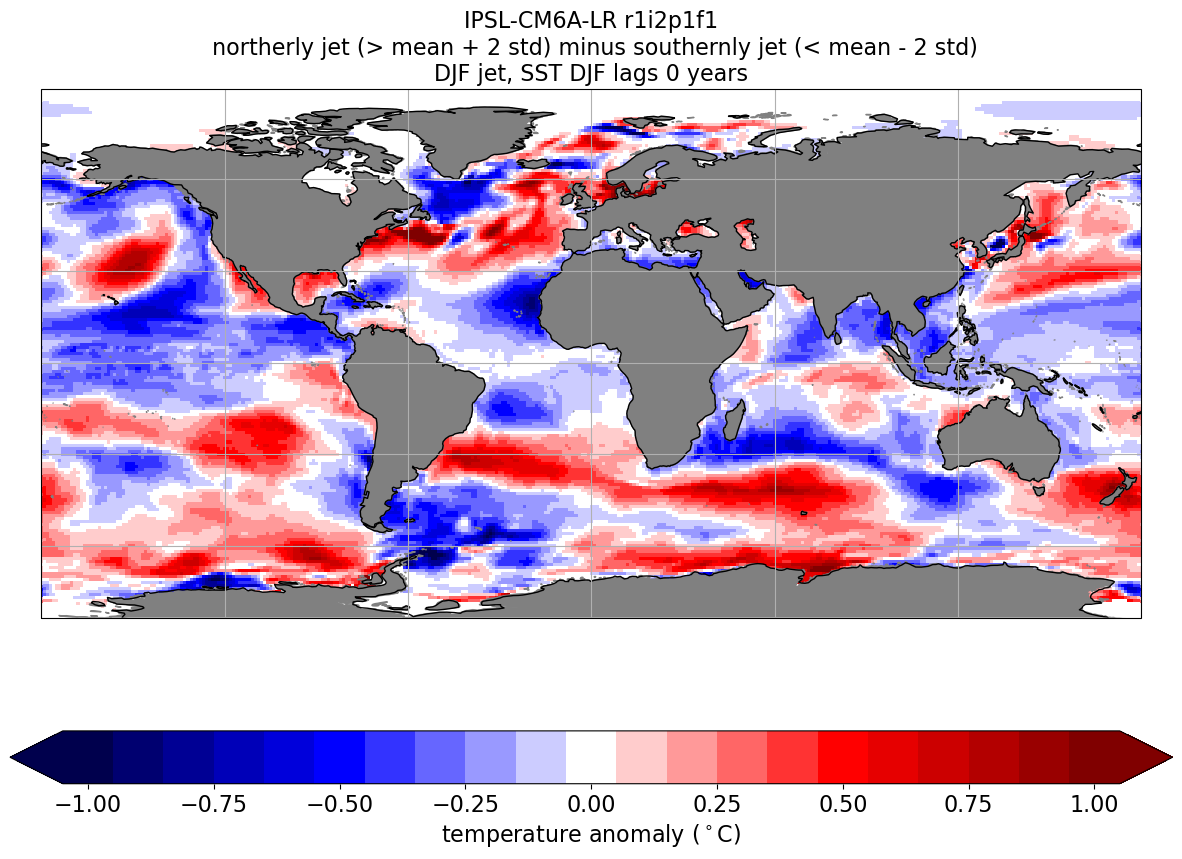 IPSL-CM6A-LR r1i2p1f1
northerly jet (> mean + 2 std) minus southernly jet (< mean - 2 std)
DJF jet, SST DJF lags 0 years
−1.00 −0.75 −0.50 −0.25 0.00 0.25 0.50 0.75 1.00
temperature anomaly (∘C)